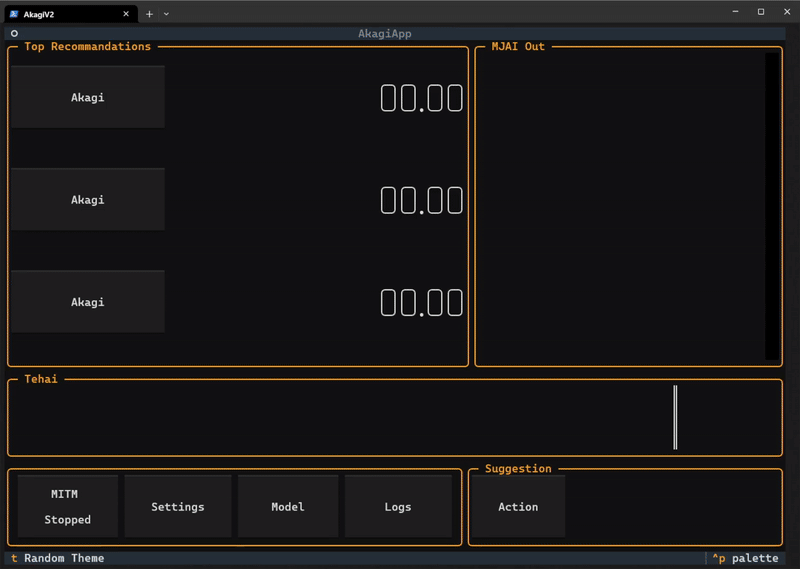 AkagiV2
AkagiApp
Top Recommandations
MJAI Out
Akagi
00.00
Akagi
00.00
Akagi
00.00
Tehai
Suggestion
MITM
Stopped
Settings
Model
Logs
Action
t Random Theme
^p palette